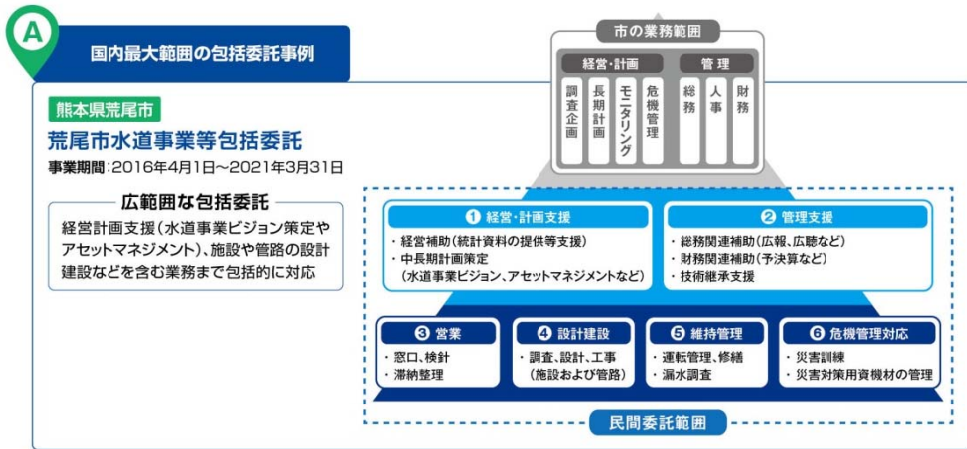 A
国内最大範囲の包括委託事例
熊本県荒尾市
荒尾市水道事業等包括委託
事業期間:2016年4月1日～2021年3月31日
広範囲な包括委託
経営計画支援(水道事業ビジョン策定や
アセットマネジメント)、施設や管路の設計
建設などを含む業務まで包括的に対応
市の業務範囲
経営・計画
管理
調査企画
長期計画
モニタリング
危機管理
総務
人事
財務
❶ 経営・計画支援
・経営補助(統計資料の提供等支援)
・中長期計画策定
(水道事業ビジョン、アセットマネジメントなど)
❷ 管理支援
・総務関連補助(広報、広聴など)
・財務関連補助(予決算など)
・技術継承支援
❸ 営業
・窓口、検針
・滞納整理
❹ 設計建設
・調査、設計、工事
(施設および管路)
❺ 維持管理
・運転管理、修繕
・漏水調査
❻ 危機管理対応
・災害訓練
・災害対策用資機材の管理
民間委託範囲